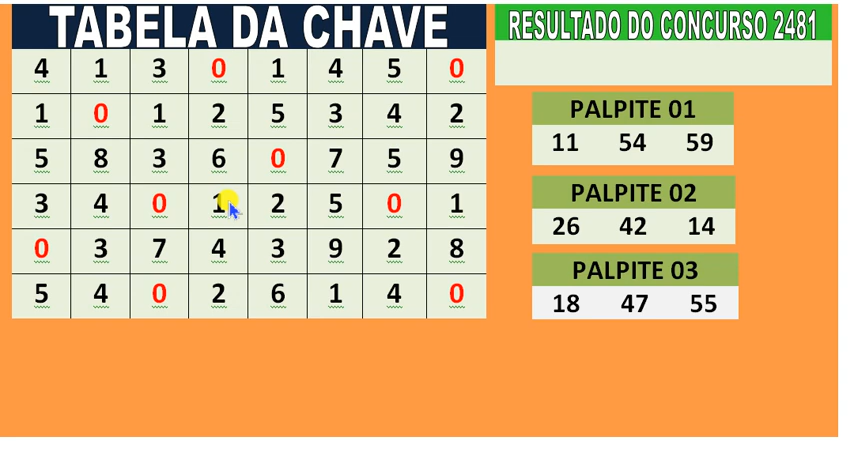 TABELA DA CHAVE
4 1 3 0 1 4 5 0
1 0 1 2 5 3 4 2
5 8 3 6 0 7 5 9
3 4 0 1 2 5 0 1
0 3 7 4 3 9 2 8
5 4 0 2 6 1 4 0
RESULTADO DO CONCURSO 2481
PALPITE 01
11 54 59
PALPITE 02
26 42 14
PALPITE 03
18 47 55